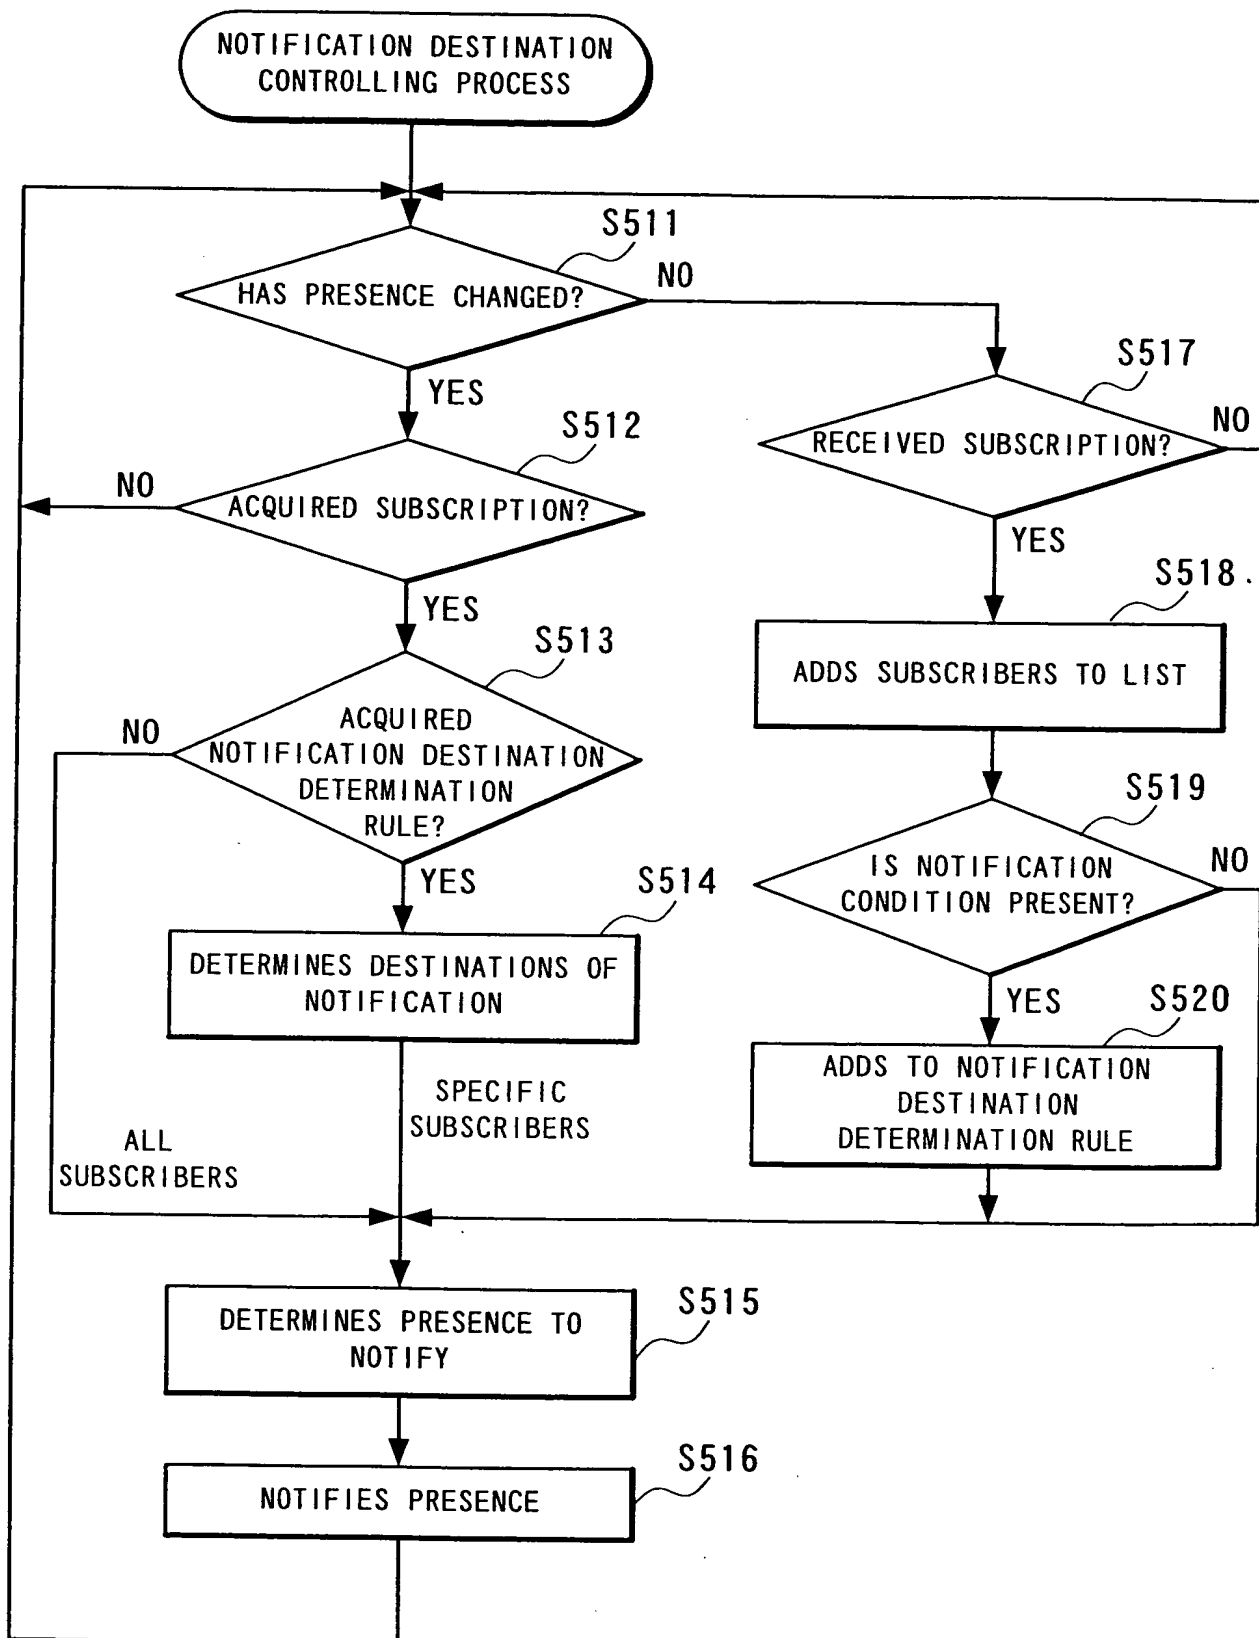 NOTIFICATION DESTINATION
CONTROLLING PROCESS
S511
HAS PRESENCE CHANGED?
NO
YES
S517
RECEIVED SUBSCRIPTION?
NO
YES
S512
ACQUIRED SUBSCRIPTION?
NO
YES
S518.
ADDS SUBSCRIBERS TO LIST
S513
ACQUIRED
NOTIFICATION DESTINATION
DETERMINATION
RULE?
NO
YES
S519
IS NOTIFICATION
CONDITION PRESENT?
NO
YES
S514
DETERMINES DESTINATIONS OF
NOTIFICATION
S520
ADDS TO NOTIFICATION
DESTINATION
DETERMINATION RULE
SPECIFIC
SUBSCRIBERS
ALL
SUBSCRIBERS
S515
DETERMINES PRESENCE TO
NOTIFY
S516
NOTIFIES PRESENCE